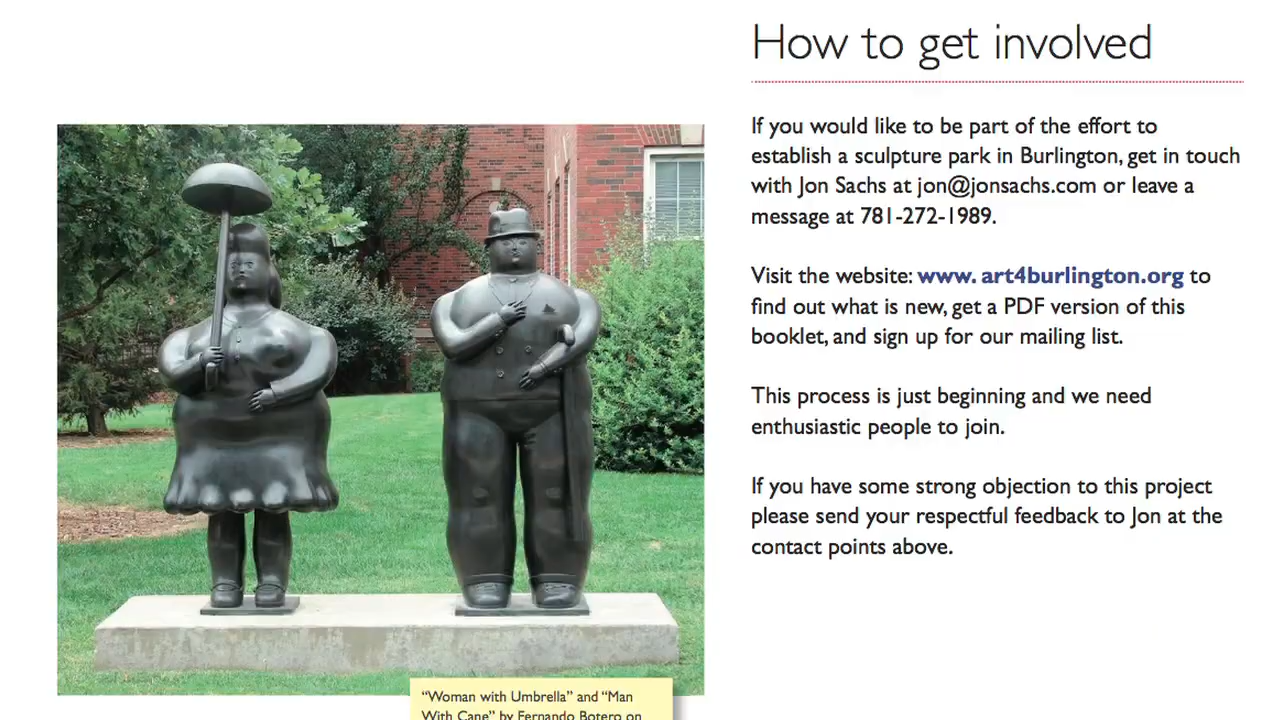 How to get involved
If you would like to be part of the effort to
establish a sculpture park in Burlington, get in touch
with Jon Sachs at jon@jonsachs.com or leave a
message at 781-272-1989.
Visit the website: www. art4burlington.org to
find out what is new, get a PDF version of this
booklet, and sign up for our mailing list.
This process is just beginning and we need
enthusiastic people to join.
If you have some strong objection to this project
please send your respectful feedback to Jon at the
contact points above.
“Woman with Umbrella” and “Man
With Cane” by Fernando Botero on